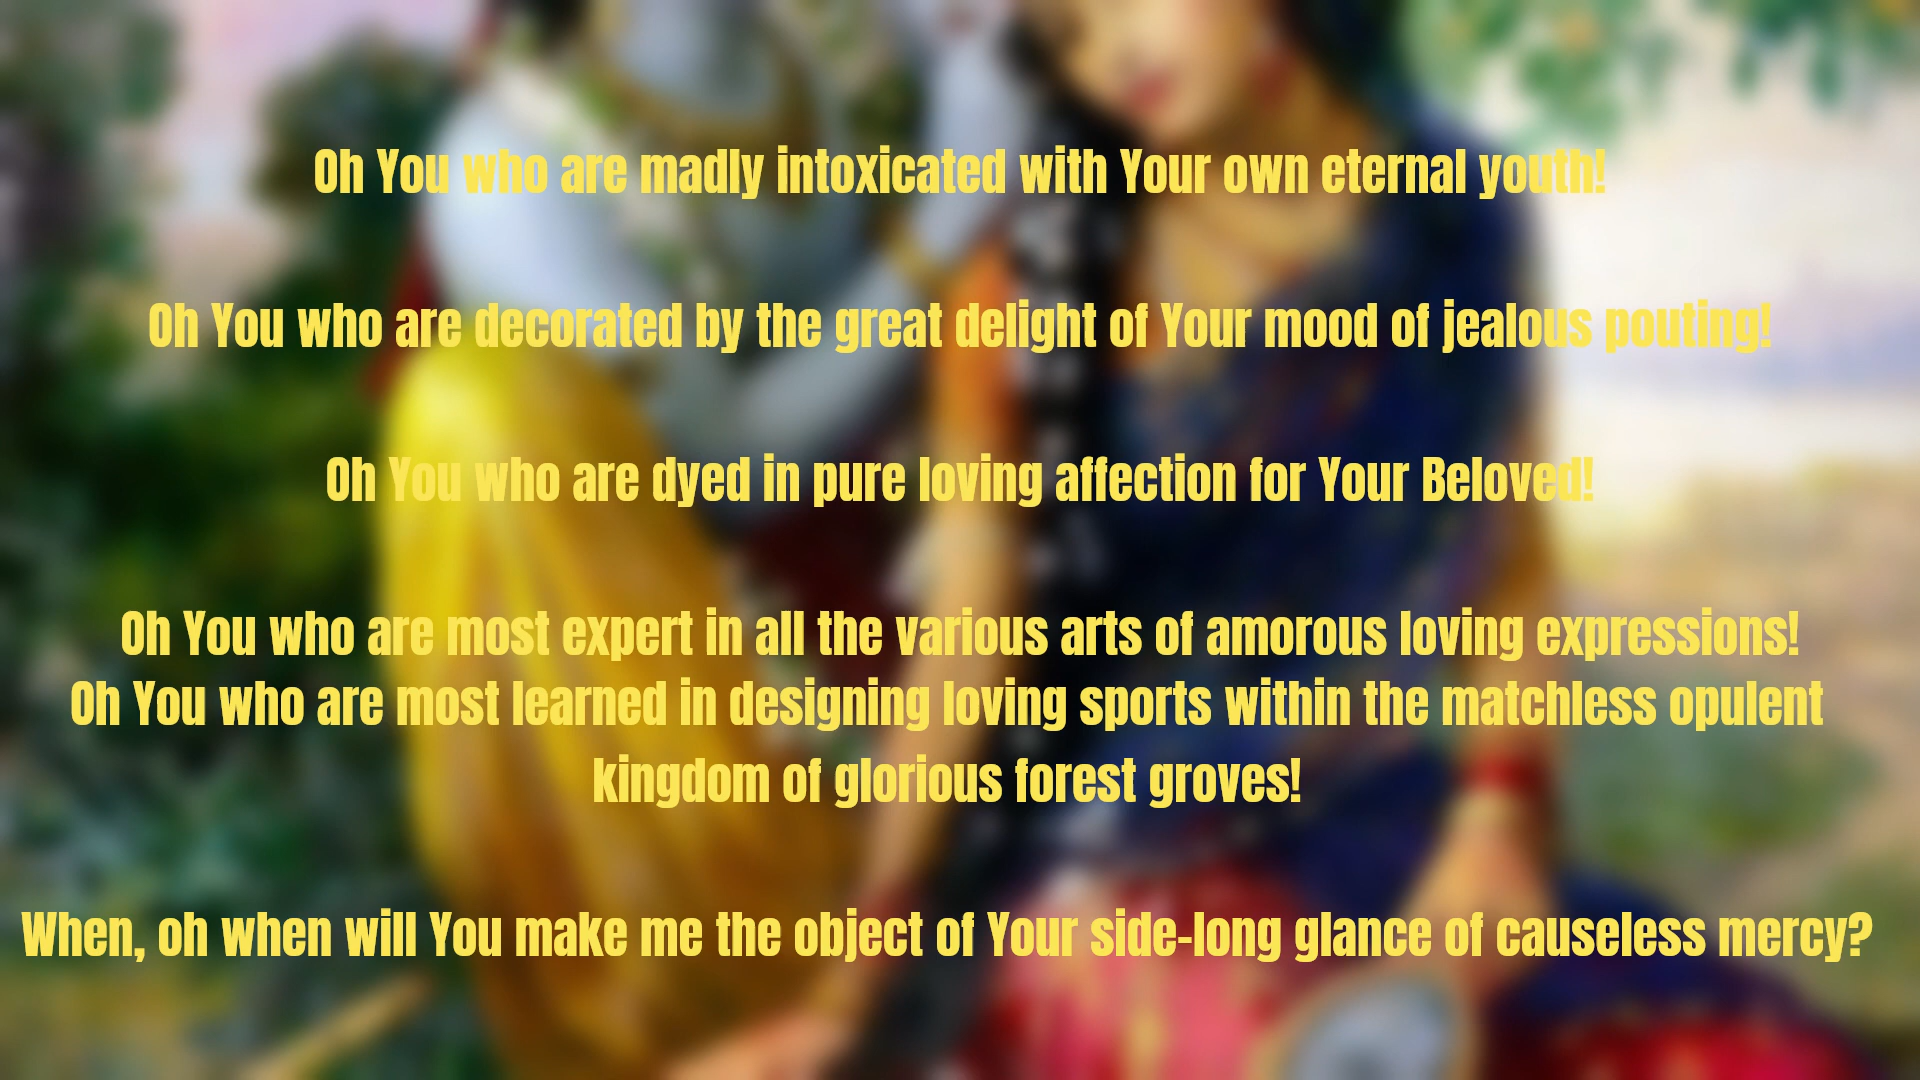 Oh You who are madly intoxicated with Your own eternal youth!
Oh You who are decorated by the great delight of Your mood of jealous pouting!
Oh You who are dyed in pure loving affection for Your Beloved!
Oh You who are most expert in all the various arts of amorous loving expressions!
Oh You who are most learned in designing loving sports within the matchless opulent
kingdom of glorious forest groves!
When, oh when will You make me the object of Your side-long glance of causeless mercy?